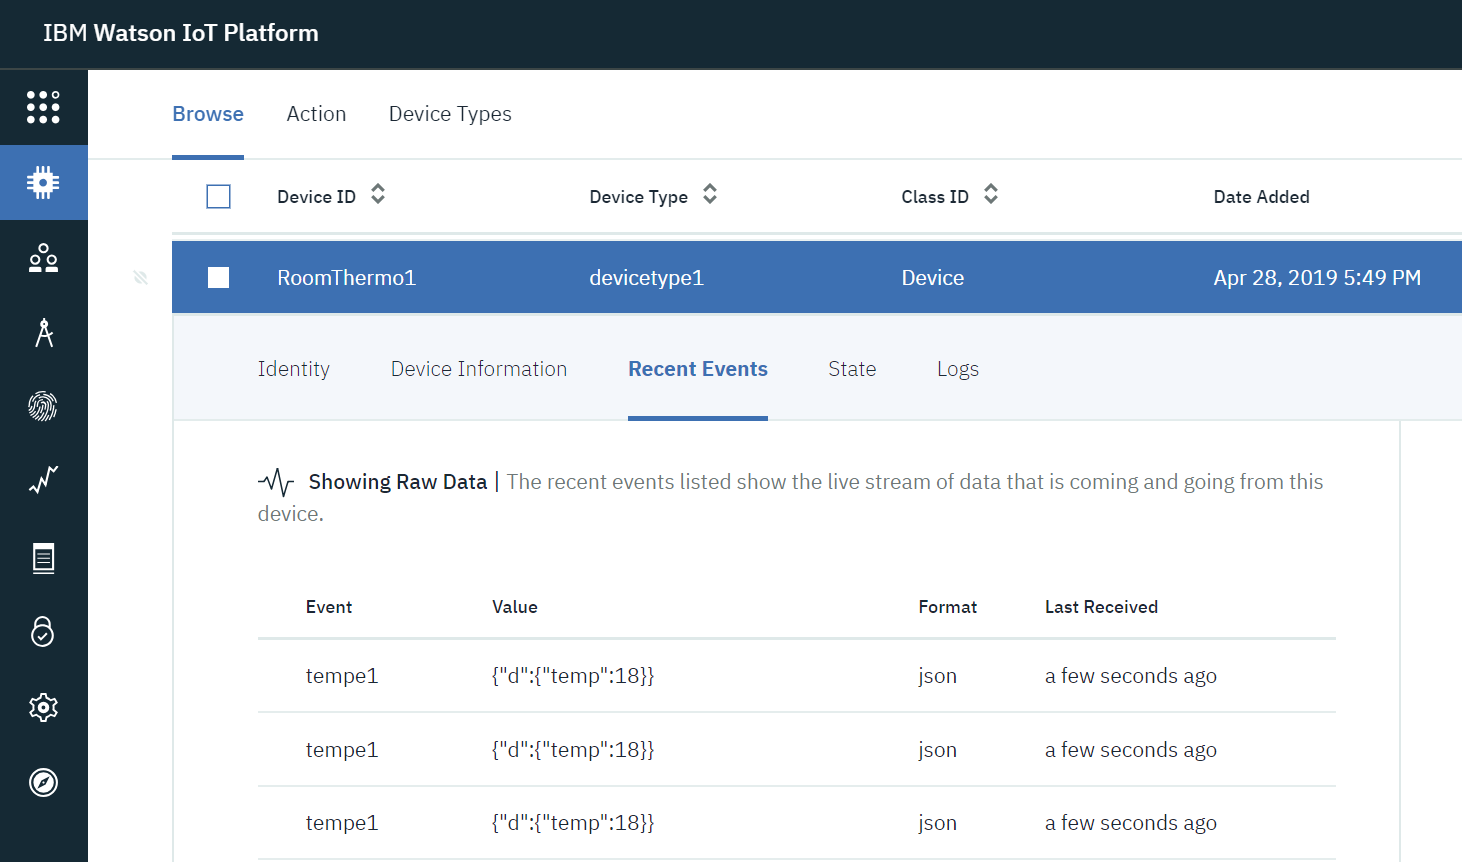 IBM Watson IoT Platform
Browse Action Device Types
Device ID Device Type Class ID Date Added
RoomThermo1 devicetype1 Device Apr 28, 2019 5:49 PM
Identity Device Information Recent Events State Logs
Showing Raw Data | The recent events listed show the live stream of data that is coming and going from this
device.
Event Value Format Last Received
tempe1 {"d":{"temp":18}} json a few seconds ago
tempe1 {"d":{"temp":18}} json a few seconds ago
tempe1 {"d":{"temp":18}} json a few seconds ago